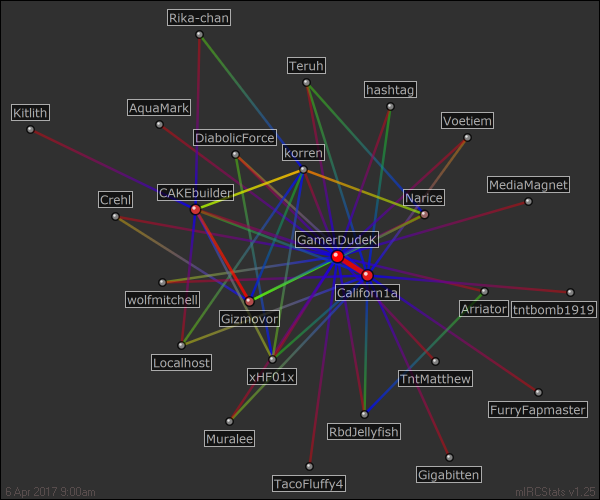 Rika-chan
Teruh
hashtag
Kitlith
AquaMark
Voetiem
DiabolicForce
korren
CAKEbuilder
MediaMagnet
Crehl
Narice
GamerDudeK
Californ1a
wolfmitchell
Gizmovor
Arriator
tntbomb1919
Localhost
xHF01x
TntMatthew
FurryFapmaster
Muralee
RbdJellyfish
Gigabitten
TacoFluffy4
6 Apr 2017 9:00am
mIRCStats v1.25